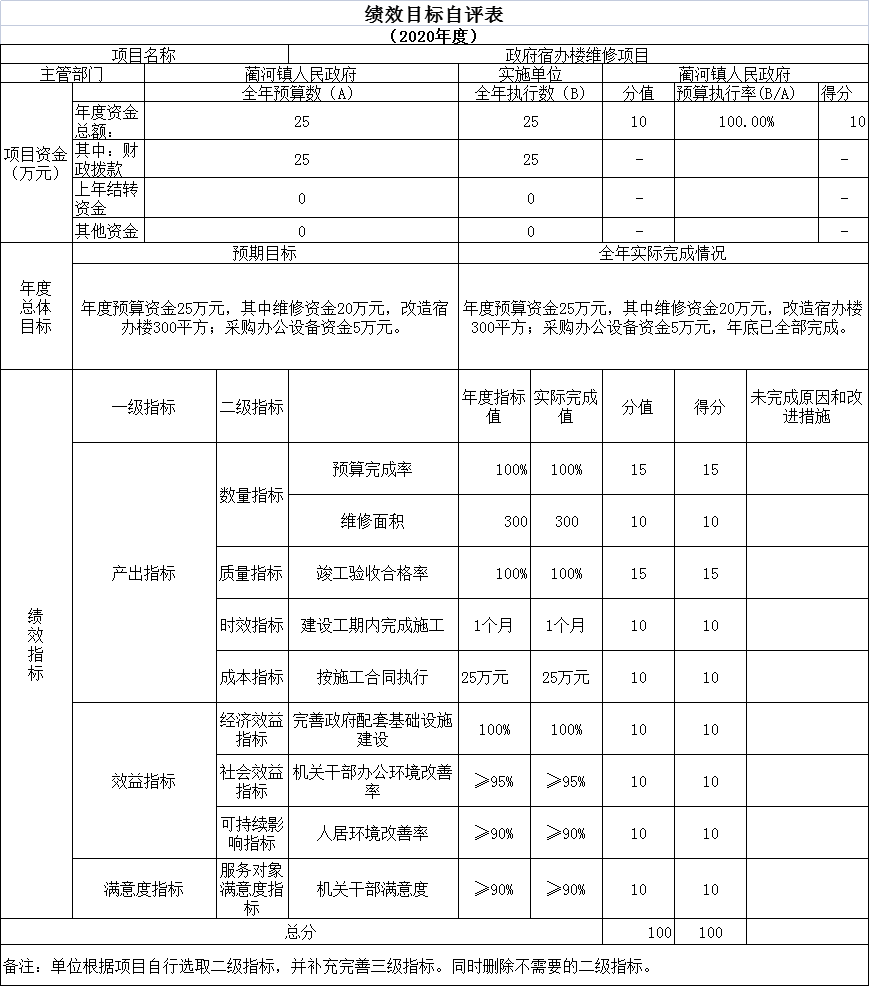 绩效目标自评表
（2020年度）
项目名称 政府宿办楼维修项目
主管部门 蔺河镇人民政府 实施单位 蔺河镇人民政府
项目资金
（万元）
全年预算数（A） 全年执行数（B） 分值 预算执行率(B/A) 得分
年度资金
总额： 25 25 10 100.00% 10
其中：财
政拨款 25 25 － －
上年结转
资金 0 0 － －
其他资金 0 0 － －
年度
总体
目标
预期目标 全年实际完成情况
年度预算资金25万元，其中维修资金20万元，改造宿
办楼300平方；采购办公设备资金5万元。
年度预算资金25万元，其中维修资金20万元，改造宿办楼
300平方；采购办公设备资金5万元，年底已全部完成。
绩
效
指
标
一级指标 二级指标 年度指标
值 实际完成
值 分值 得分 未完成原因和改
进措施
产出指标
数量指标
预算完成率 100% 100% 15 15
维修面积 300 300 10 10
质量指标 竣工验收合格率 100% 100% 15 15
时效指标 建设工期内完成施工 1个月 1个月 10 10
成本指标 按施工合同执行 25万元 25万元 10 10
效益指标
经济效益
指标 完善政府配套基础设施
建设 100% 100% 10 10
社会效益
指标 机关干部办公环境改善
率 ≥95% ≥95% 10 10
可持续影
响指标 人居环境改善率 ≥90% ≥90% 10 10
满意度指标
服务对象
满意度指
标 机关干部满意度 ≥90% ≥90% 10 10
总分 100 100
备注：单位根据项目自行选取二级指标，并补充完善三级指标。同时删除不需要的二级指标。